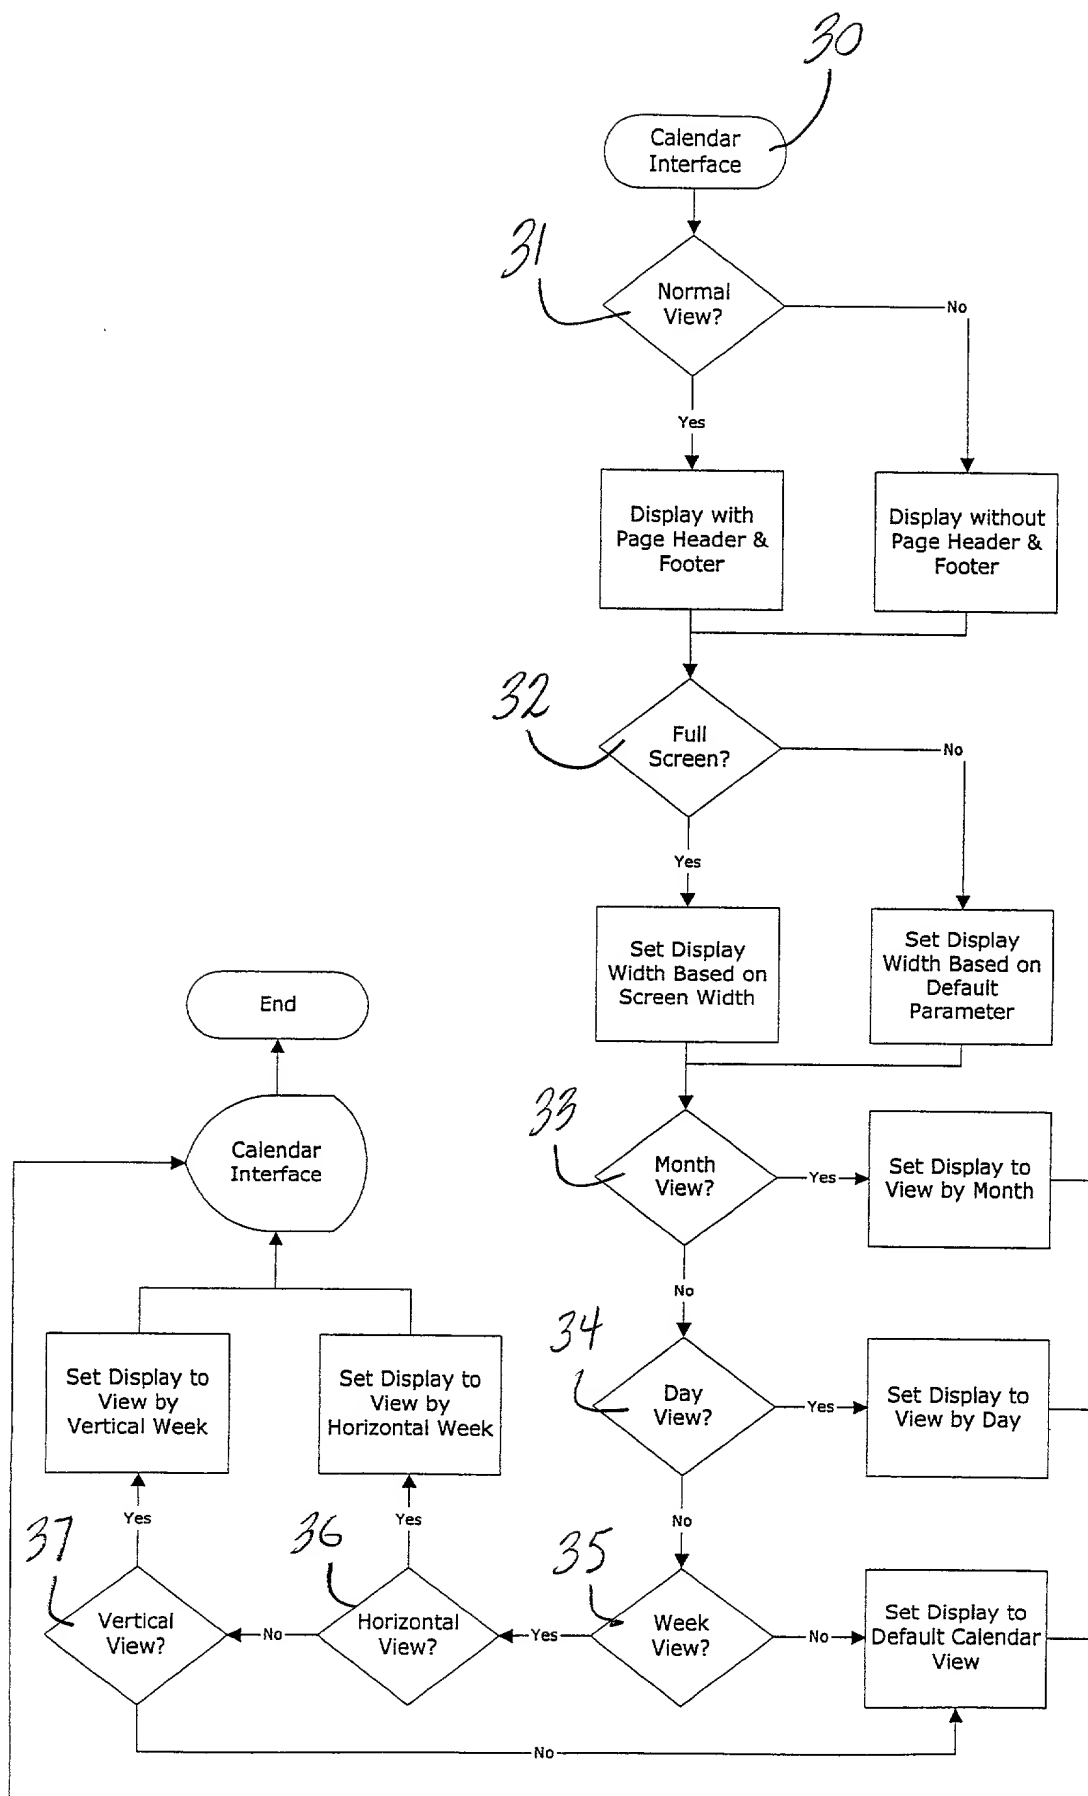 30
Calendar
Interface
31
Normal
View?
No
Yes
Display with
Page Header &
Footer
Display without
Page Header &
Footer
32
Full
Screen?
No
Yes
Set Display
Width Based on
Screen Width
Set Display
Width Based on
Default
Parameter
End
33
Calendar
Interface
Month
View?
Yes
Set Display to
View by Month
No
34
Set Display to
View by
Vertical Week
Set Display to
View by
Horizontal Week
Day
View?
Yes
Set Display to
View by Day
Yes
Yes
No
37
36
35
Vertical
View?
No
Horizontal
View?
Yes
Week
View?
No
Set Display to
Default Calendar
View
No